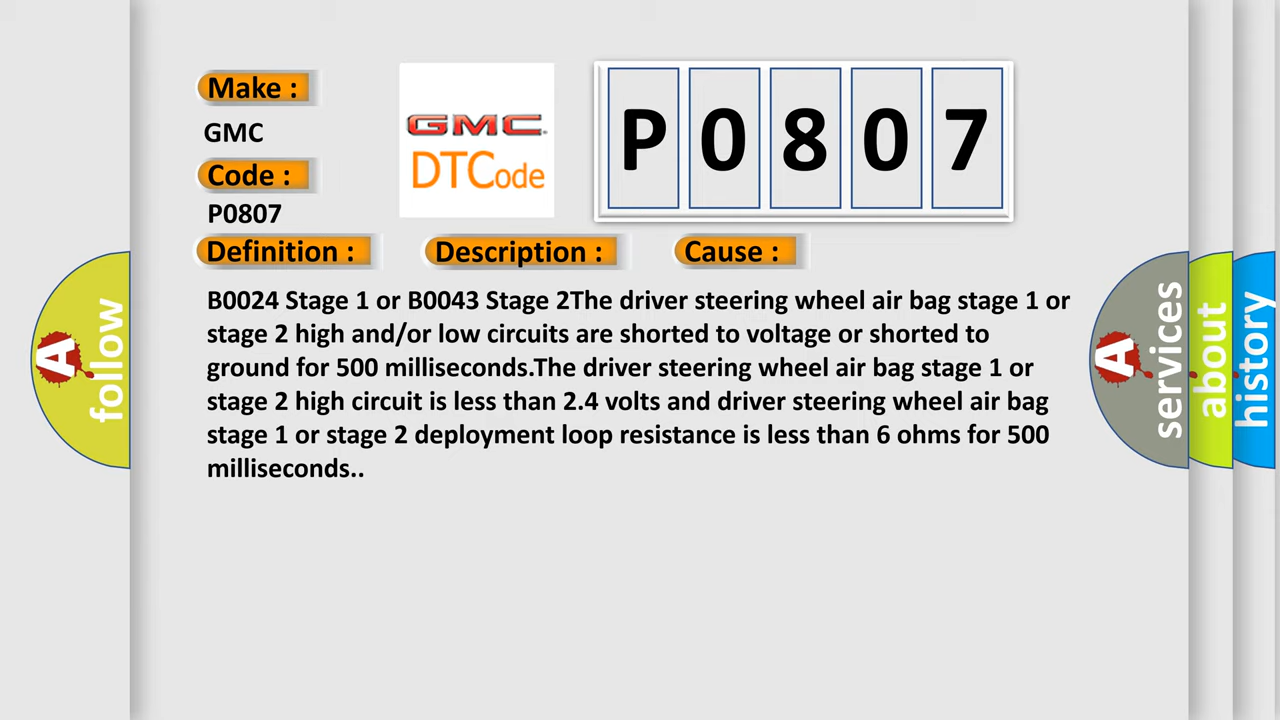 Make :
GMC
Code :
P0807
GMC
DTCode
P0807
Definition :
Description :
Cause :
B0024 Stage 1 or B0043 Stage 2The driver steering wheel air bag stage 1 or
stage 2 high and/or low circuits are shorted to voltage or shorted to
ground for 500 milliseconds.The driver steering wheel air bag stage 1 or
stage 2 high circuit is less than 2.4 volts and driver steering wheel air bag
stage 1 or stage 2 deployment loop resistance is less than 6 ohms for 500
milliseconds..
A
follow
A
services
about
history